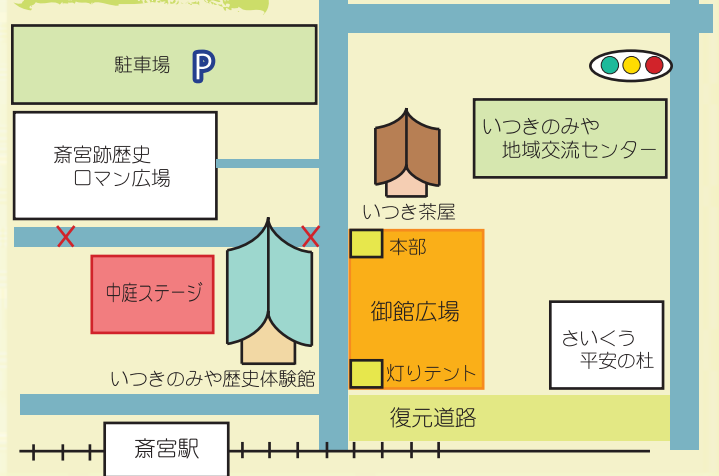 駐車場 P
斎宮跡歴史
ロマン広場
いつきのみや
地域交流センター
いつき茶屋
本部
中庭ステージ
御館広場
さいくう
平安の杜
いつきのみや歴史体験館
灯りテント
復元道路
斎宮駅